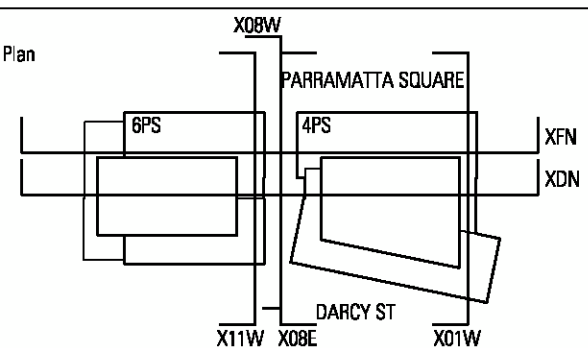 X08W
Plan
PARRAMATTA SQUARE
6PS
4PS
XFN
XDN
DARCY ST
X11W
X08E
X01W